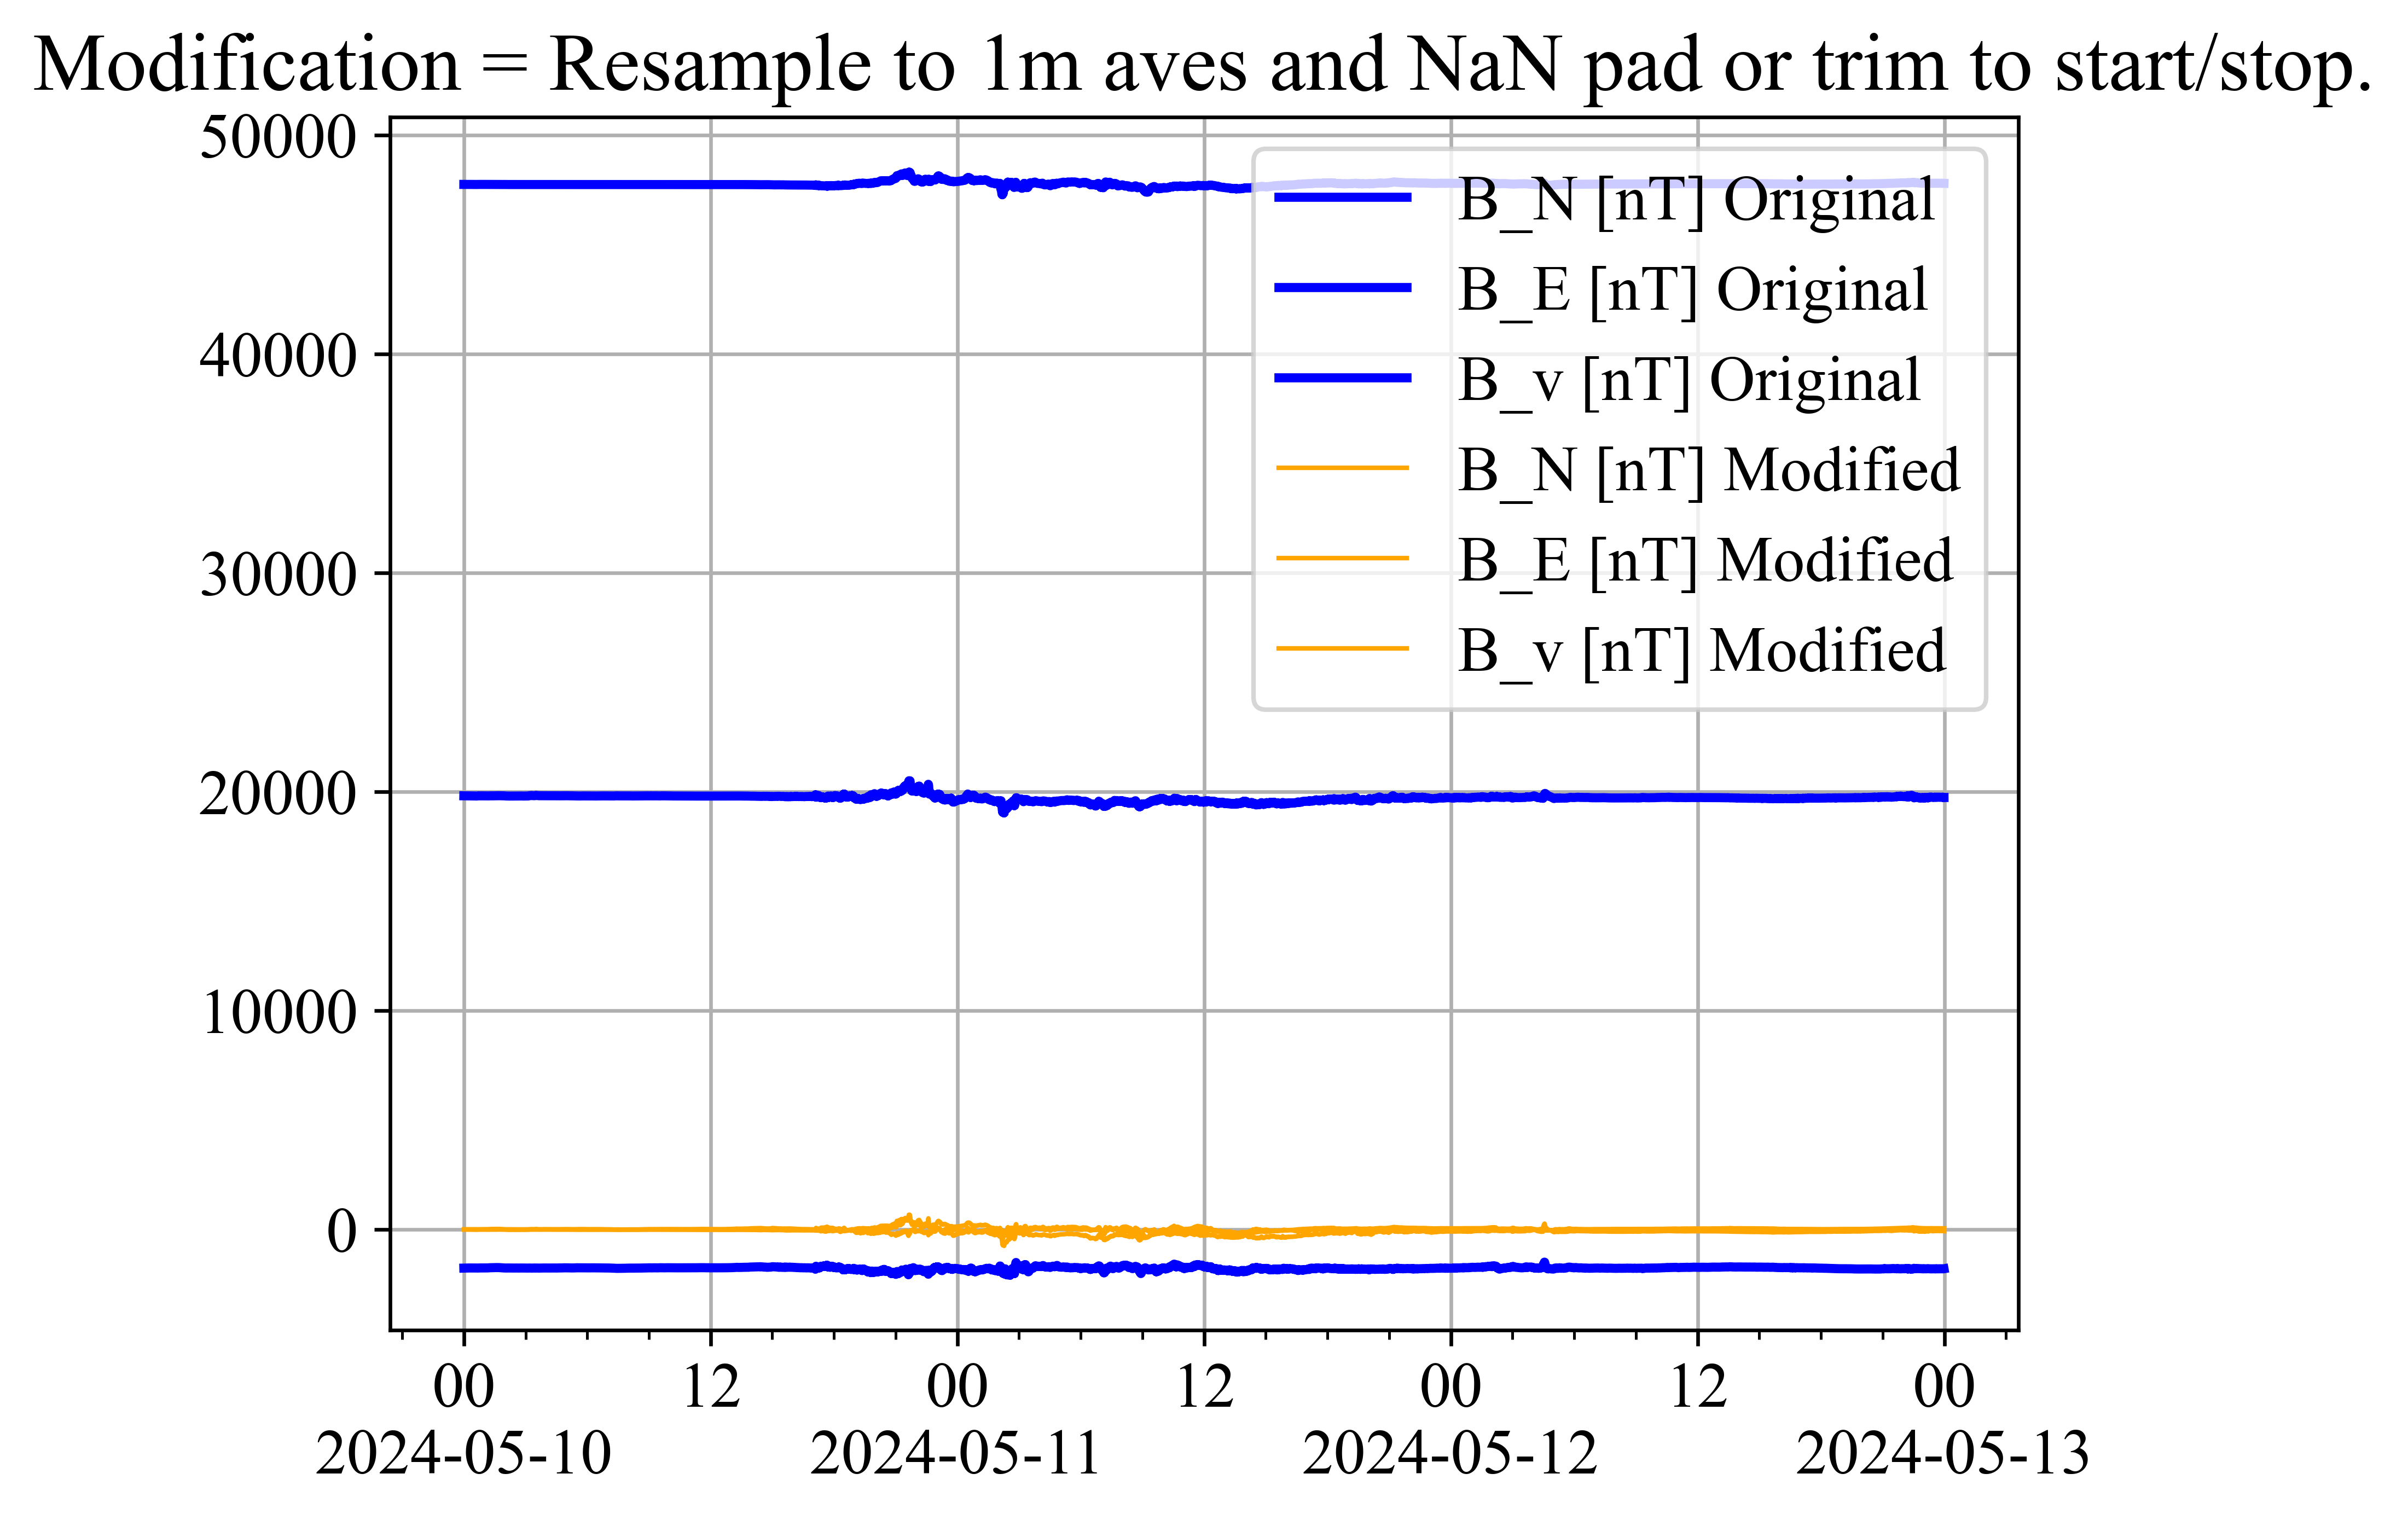 Modification = Resample to 1m aves and NaN pad or trim to start/stop.
50000
40000
30000
20000
10000
0
B_N [nT] Original
B_E [nT] Original
B_v [nT] Original
B_N [nT] Modified
B_E [nT] Modified
B_v [nT] Modified
00 12 00 12 00 12 00
2024-05-10 2024-05-11 2024-05-12 2024-05-13